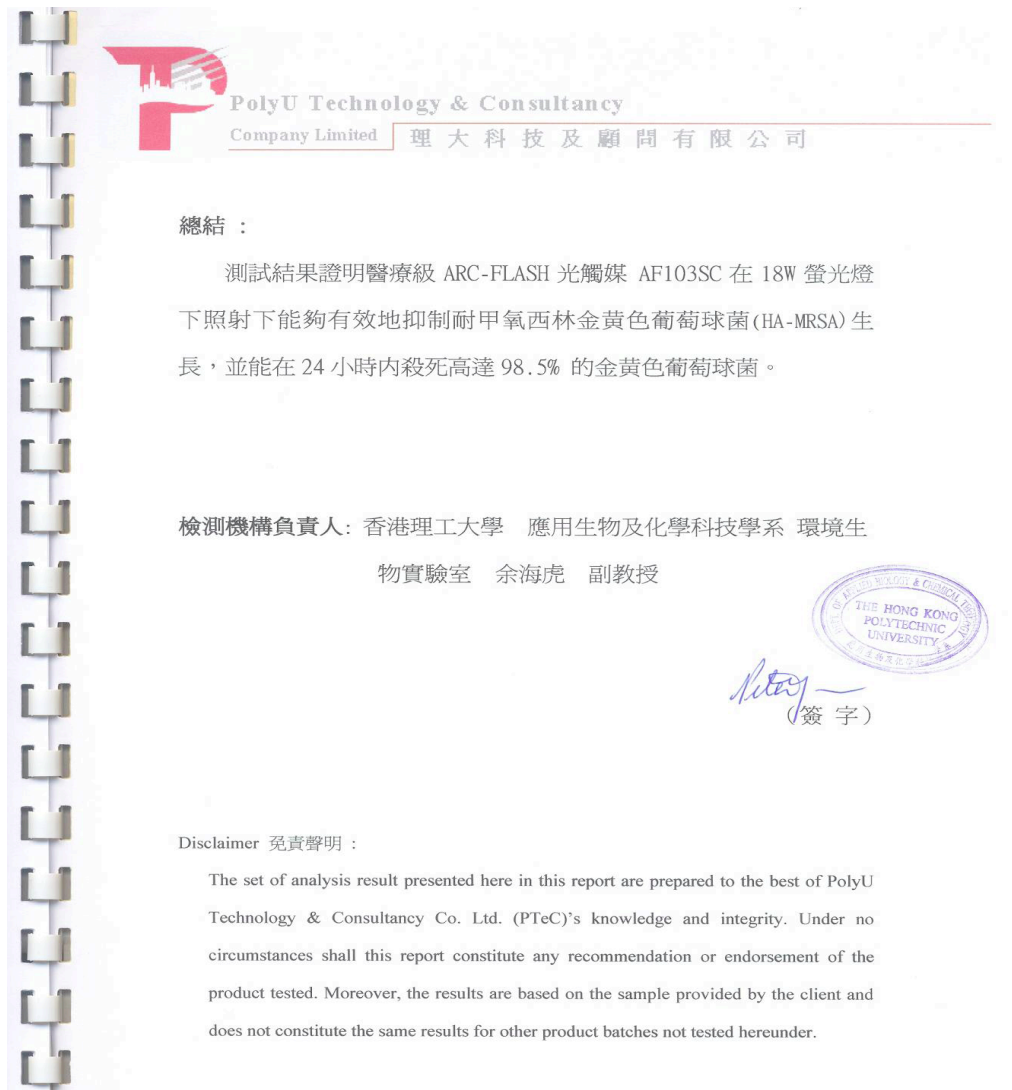 PolyU Technology & Consultancy
Company Limited 理大科技及顧問有限公司
總結 :
測試結果證明醫療級 ARC-FLASH 光觸媒 AF103SC 在 18W 螢光燈
下照射下能夠有效地抑制耐甲氧西林金黃色葡萄球菌(HA-MRSA)生
長，並能在 24 小時內殺死高達 98.5% 的金黃色葡萄球菌。
檢測機構負責人: 香港理工大學 應用生物及化學科技學系 環境生
物實驗室 余海虎 副教授
DEPT. OF APPLIED BIOLOGY & CHEMICAL TECHNOLOGY
THE HONG KONG
POLYTECHNIC
UNIVERSITY
(簽 字)
Disclaimer 免責聲明 :
The set of analysis result presented here in this report are prepared to the best of PolyU
Technology & Consultancy Co. Ltd. (PTeC)'s knowledge and integrity. Under no
circumstances shall this report constitute any recommendation or endorsement of the
product tested. Moreover, the results are based on the sample provided by the client and
does not constitute the same results for other product batches not tested hereunder.